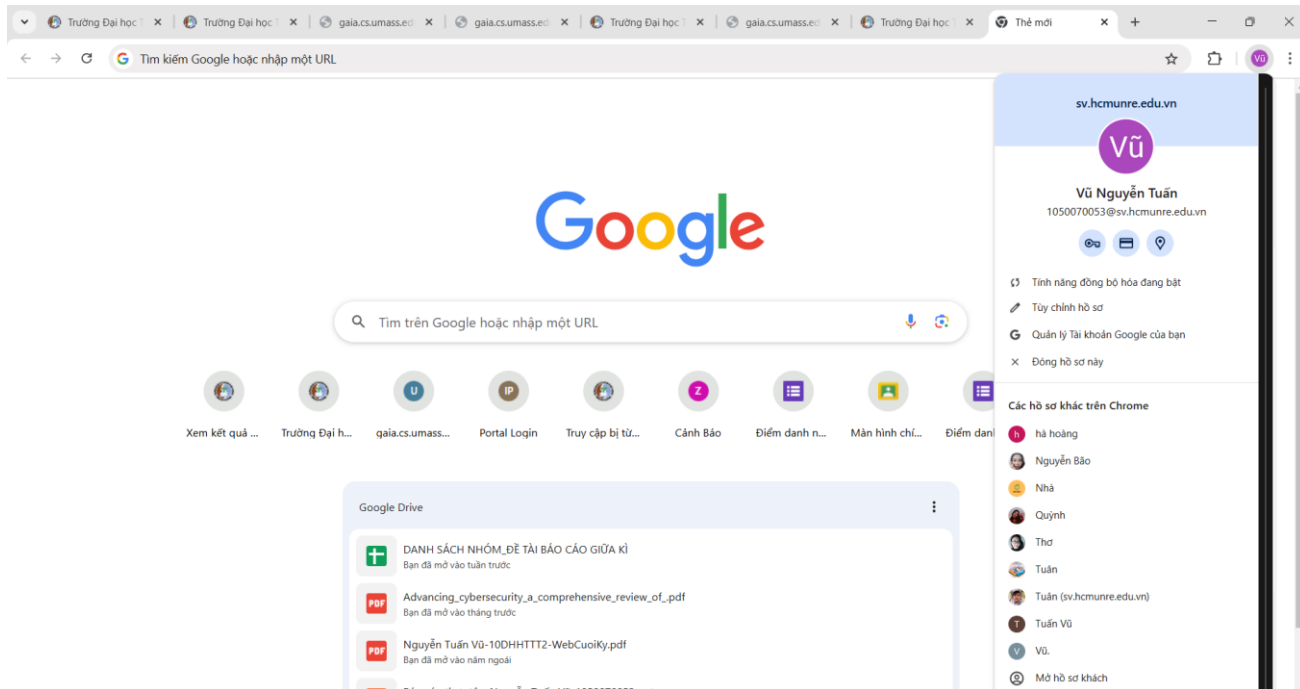 Trường Đại học
Trường Đại học
gaia.cs.umass.ed
gaia.cs.umass.ed
Trường Đại học
gaia.cs.umass.ed
Trường Đại học
Thẻ mới
Tìm kiếm Google hoặc nhập một URL
Vũ
sv.hcmunre.edu.vn
Vũ
Vũ Nguyễn Tuấn
1050070053@sv.hcmunre.edu.vn
Tính năng đồng bộ hóa đang bật
Tùy chỉnh hồ sơ
G Quản lý Tài khoản Google của bạn
Đóng hồ sơ này
Các hồ sơ khác trên Chrome
h hà hoàng
Nguyễn Bão
Nhà
Quỳnh
Thơ
Tuân
Tuân (sv.hcmunre.edu.vn)
T Tuấn Vũ
V Vũ.
Mở hồ sơ khách
Google
Tìm trên Google hoặc nhập một URL
U IP Z
Xem kết quả ... Trường Đại h... gaia.cs.umass... Portal Login Truy cập bị từ... Cảnh Báo Điểm danh n... Màn hình chí... Điểm danh
Google Drive
DANH SÁCH NHÓM_ĐỀ TÀI BÁO CÁO GIỮA KÌ
Bạn đã mở vào tuần trước
PDF Advancing_cybersecurity_a_comprehensive_review_of_.pdf
Bạn đã mở vào tháng trước
PDF Nguyễn Tuấn Vũ-10DHHTTT2-WebCuoiKy.pdf
Bạn đã mở vào năm ngoái